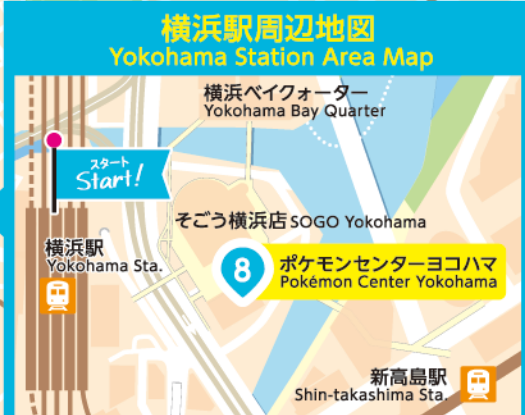 横浜駅周辺地図
Yokohama Station Area Map
横浜ベイクォーター
Yokohama Bay Quarter
スタート
Start!
そごう横浜店 SOGO Yokohama
横浜駅
Yokohama Sta.
8
ポケモンセンターヨコハマ
Pokémon Center Yokohama
新高島駅
Shin-takashima Sta.